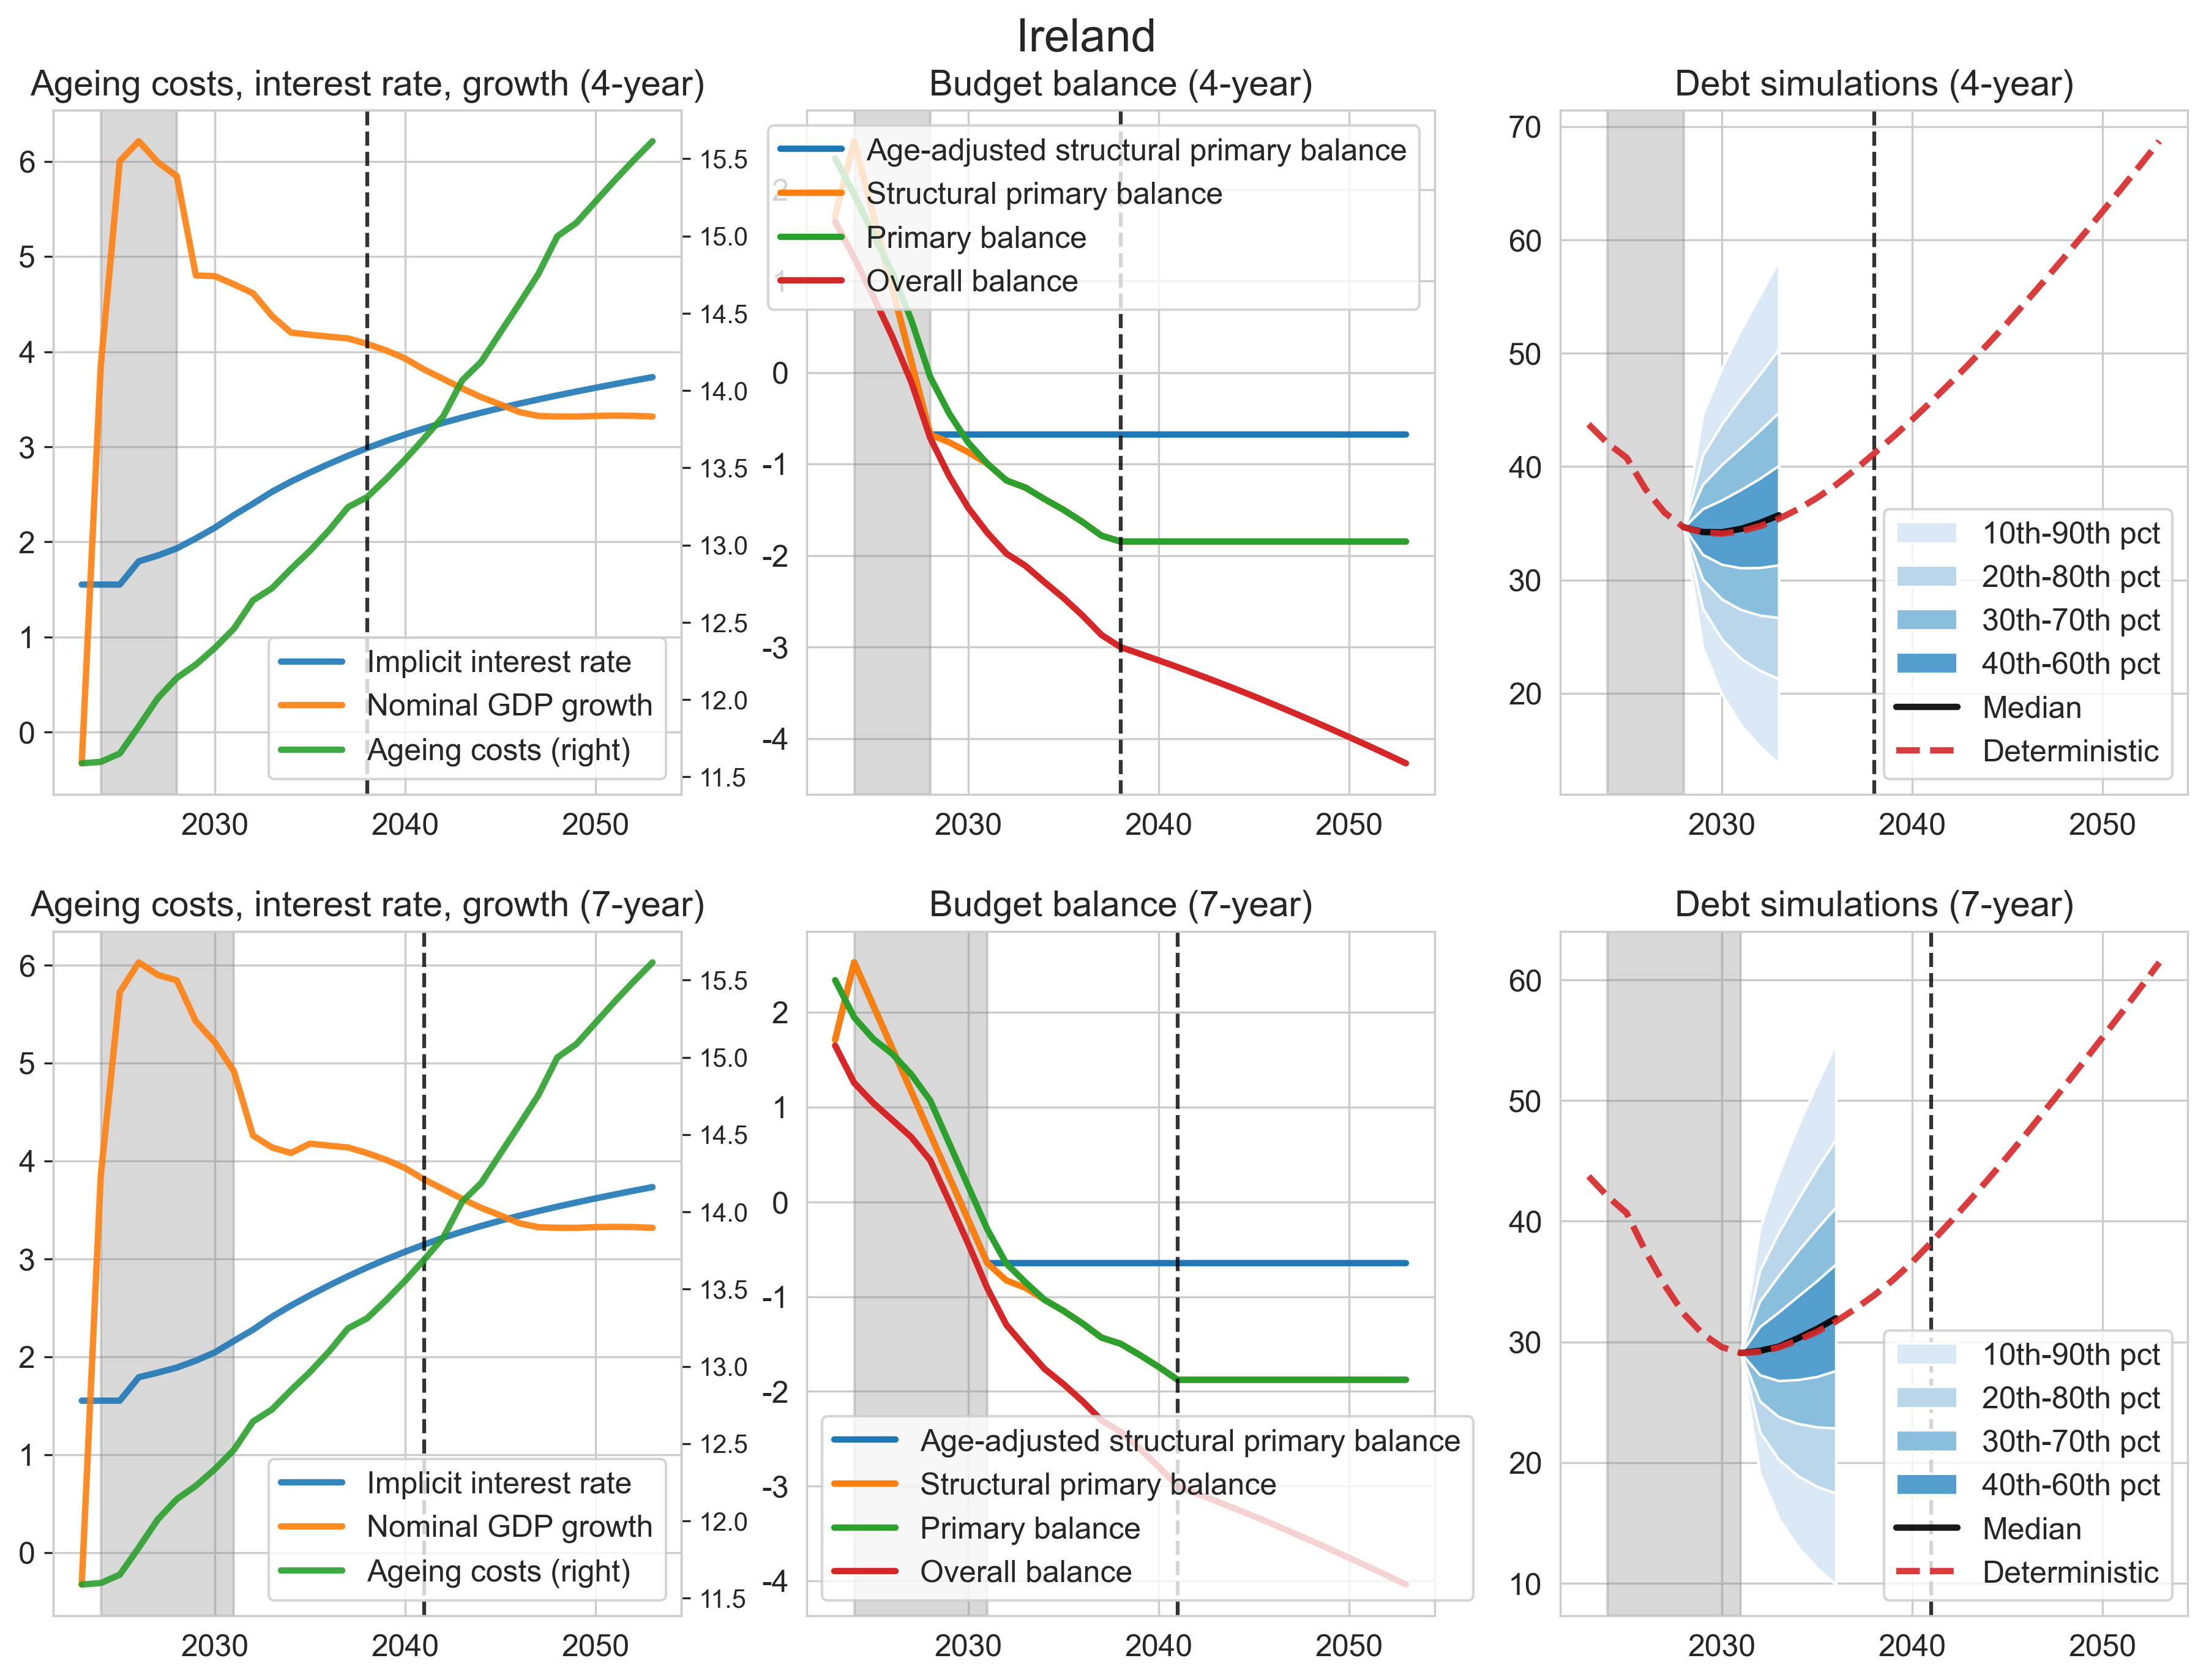 Ireland
Ageing costs, interest rate, growth (4-year)
6
5
4
3
2
1
0
15.5
15.0
14.5
14.0
13.5
13.0
12.5
12.0
11.5
Implicit interest rate
Nominal GDP growth
Ageing costs (right)
2030 2040 2050
Budget balance (4-year)
2
1
0
-1
-2
-3
-4
Age-adjusted structural primary balance
Structural primary balance
Primary balance
Overall balance
2030 2040 2050
Debt simulations (4-year)
70
60
50
40
30
20
10th-90th pct
20th-80th pct
30th-70th pct
40th-60th pct
Median
Deterministic
2030 2040 2050
Ageing costs, interest rate, growth (7-year)
6
5
4
3
2
1
0
15.5
15.0
14.5
14.0
13.5
13.0
12.5
12.0
11.5
Implicit interest rate
Nominal GDP growth
Ageing costs (right)
2030 2040 2050
Budget balance (7-year)
2
1
0
-1
-2
-3
-4
Age-adjusted structural primary balance
Structural primary balance
Primary balance
Overall balance
2030 2040 2050
Debt simulations (7-year)
60
50
40
30
20
10
10th-90th pct
20th-80th pct
30th-70th pct
40th-60th pct
Median
Deterministic
2030 2040 2050